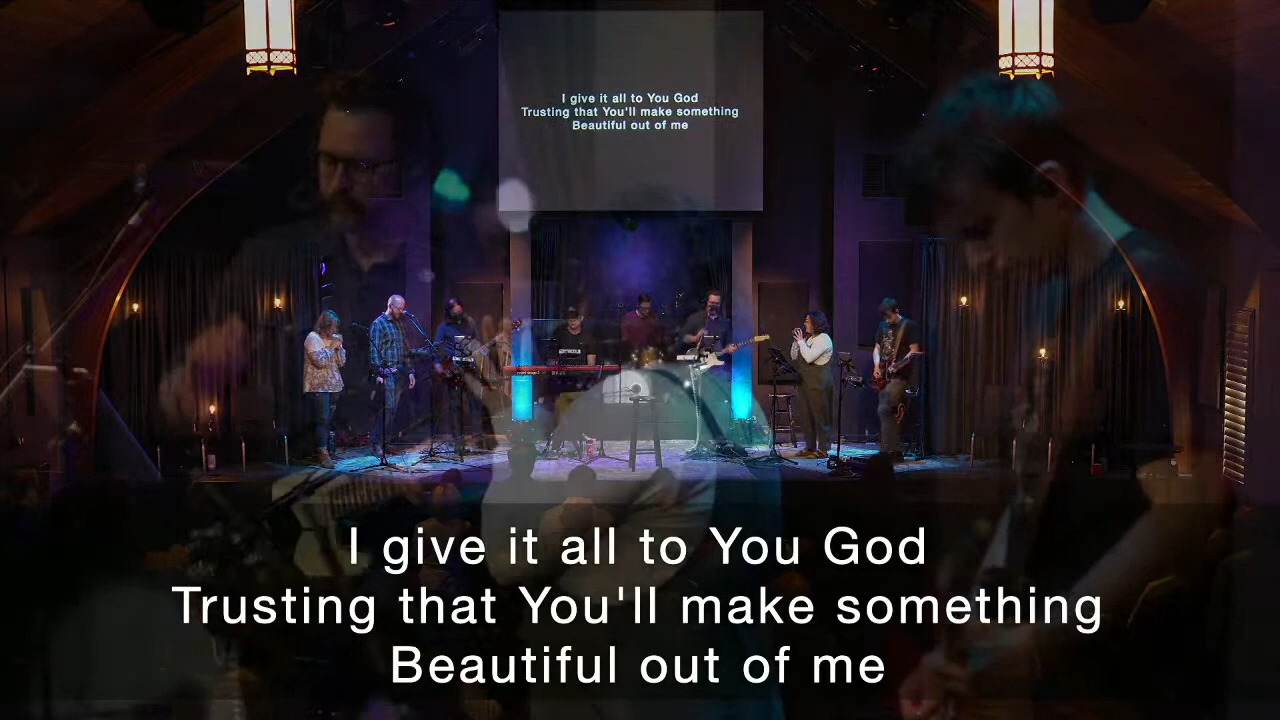 I give it all to You God
Trusting that You'll make something
Beautiful out of me
I give it all to You God
Trusting that You'll make something
Beautiful out of me